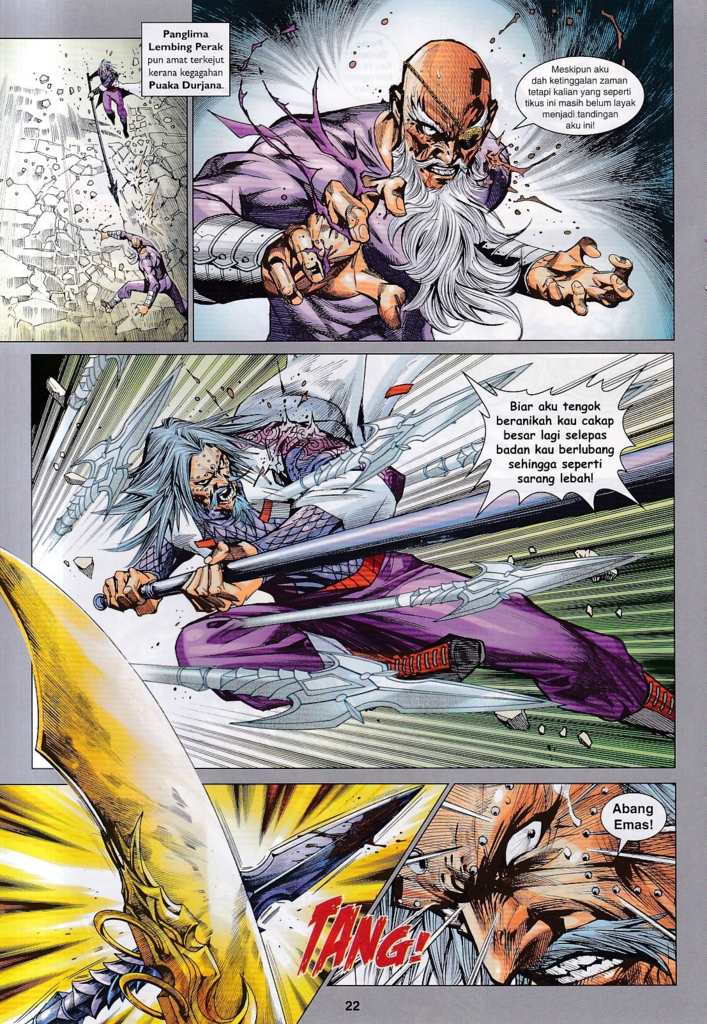 Panglima
Lembing Perak
pun amat terkejut
kerana kegagahan
Puaka Durjana.
Meskipun aku
dah ketinggalan zaman
tetapi kalian yang seperti
tikus ini masih belum layak
menjadi tandingan
aku ini!
Biar aku tengok
beranikah kau cakap
besar lagi selepas
badan kau berlubang
sehingga seperti
sarang lebah!
TANG!
Abang
Emas!
22